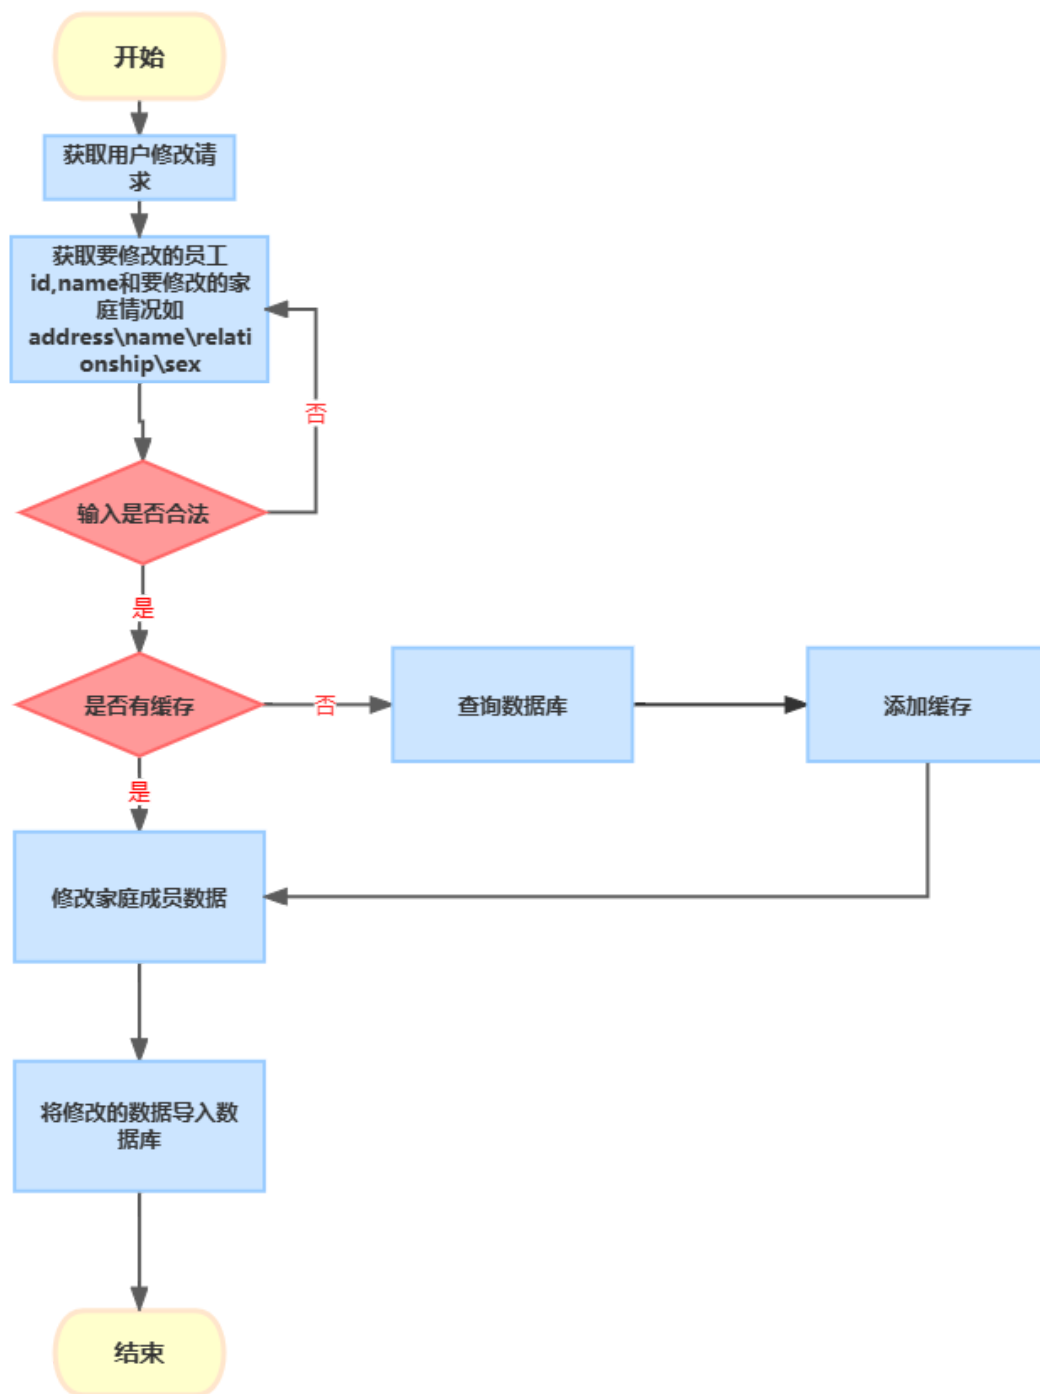 开始
获取用户修改请
求
获取要修改的员工
id,name和要修改的家
庭情况如
address\name\relati
onship\sex
否
输入是否合法
是
是否有缓存
否
查询数据库
添加缓存
是
修改家庭成员数据
将修改的数据导入数
据库
结束